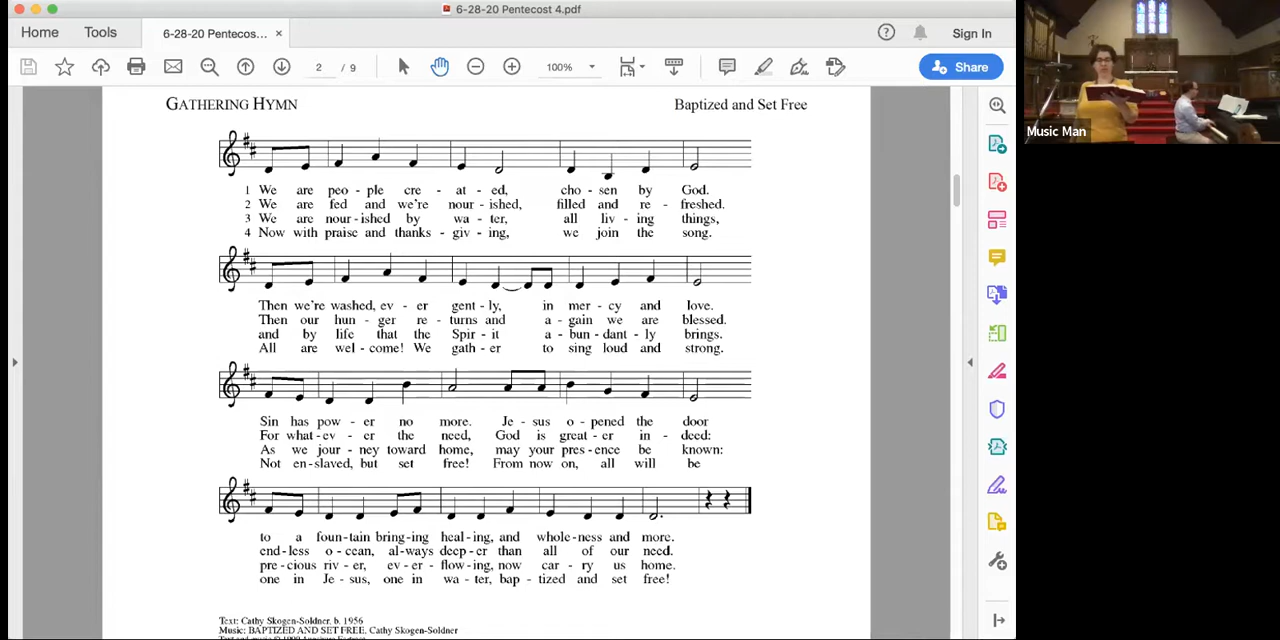 6-28-20 Pentecost 4.pdf
Home Tools 6-28-20 Pentecos... × Sign In
2 / 9 100% Share
GATHERING HYMN Baptized and Set Free
1 We are peo - ple cre - at - ed, cho - sen by God.
2 We are fed and we're nour - ished, filled and re - freshed.
3 We are nour - ished by wa - ter, all liv - ing things,
4 Now with praise and thanks - giv - ing, we join the song.
Then we're washed, ev - er gent - ly, in mer - cy and love.
Then our hun - ger re - turns and a - gain we are blessed.
and by life that the Spir - it a - bun - dant - ly brings.
All are wel - come! We gath - er to sing loud and strong.
Sin has pow - er no more. Je - sus o - pened the door
For what - ev - er the need, God is great - er in - deed:
As we jour - ney toward home, may your pres - ence be known:
Not en - slaved, but set free! From now on, all will be
to a foun - tain bring - ing heal - ing, and whole - ness and more.
end - less o - cean, al - ways deep - er than all of our need.
pre - cious riv - er, ev - er - flow - ing, now car - ry us home.
one in Je - sus, one in wa - ter, bap - tized and set free!
Text: Cathy Skogen-Soldner, b. 1956
Music: BAPTIZED AND SET FREE, Cathy Skogen-Soldner
Music Man